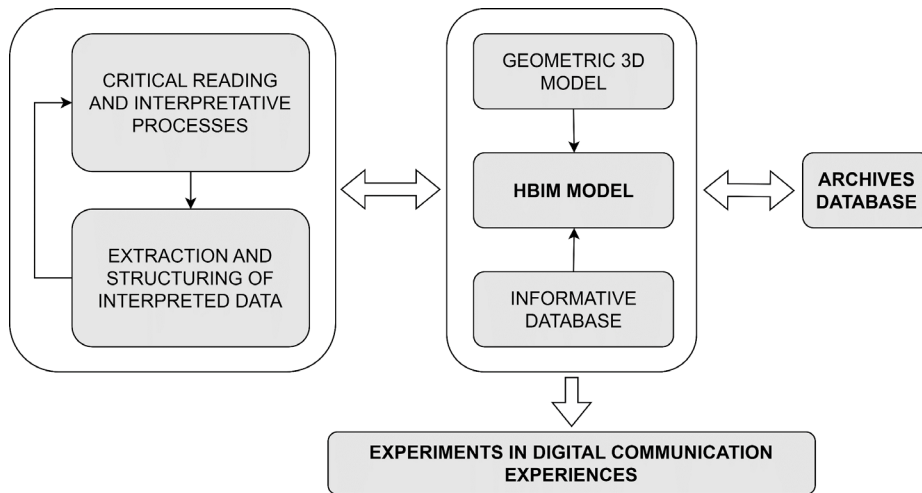 CRITICAL READING
AND INTERPRETATIVE
PROCESSES
EXTRACTION AND
STRUCTURING OF
INTERPRETED DATA
GEOMETRIC 3D
MODEL
HBIM MODEL
INFORMATIVE
DATABASE
ARCHIVES
DATABASE
EXPERIMENTS IN DIGITAL COMMUNICATION
EXPERIENCES